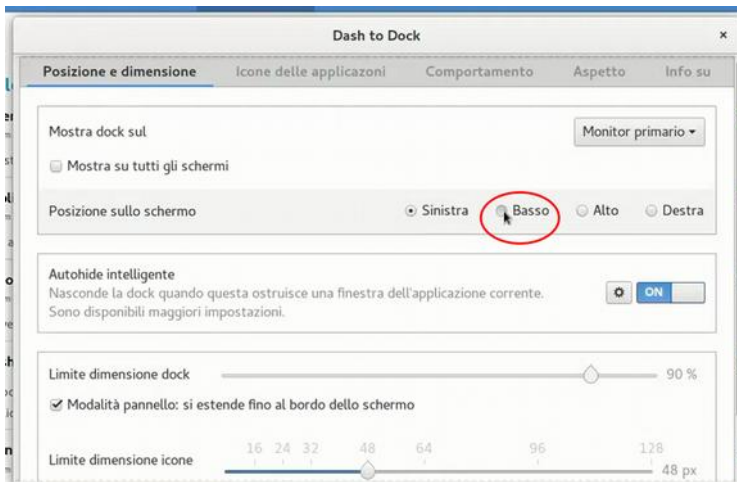 Dash to Dock
Posizione e dimensione Icone delle applicazoni Comportamento Aspetto Info su
Mostra dock sul Monitor primario
Mostra su tutti gli schermi
Posizione sullo schermo Sinistra Basso Alto Destra
Autohide intelligente
Nasconde la dock quando questa ostruisce una finestra dell'applicazione corrente. ON
Sono disponibili maggiori impostazioni.
Limite dimensione dock 90 %
Modalità pannello: si estende fino al bordo dello schermo
16 24 32 48 64 96 128
Limite dimensione icone 48 px